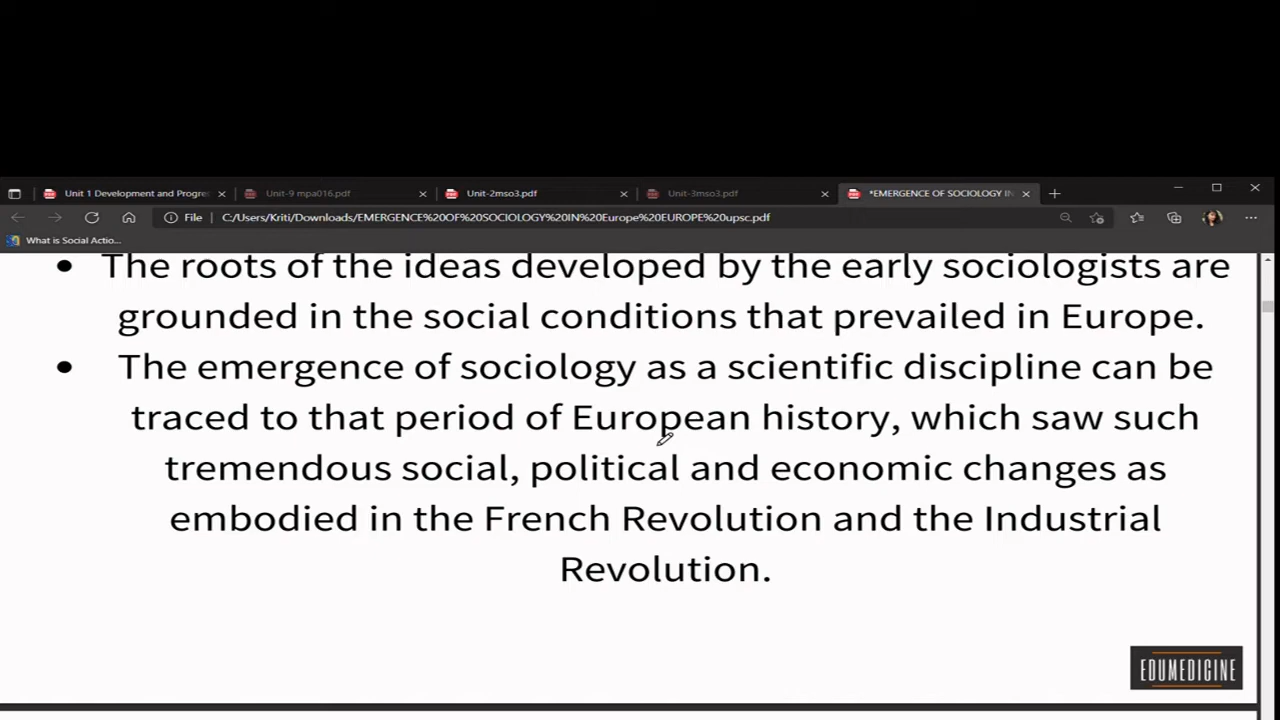 Unit 1 Development and Progre
Unit-9 mpa016.pdf
Unit-2mso3.pdf
Unit-3mso3.pdf
*EMERGENCE OF SOCIOLOGY IN
File
C:/Users/Kriti/Downloads/EMERGENCE%20OF%20SOCIOLOGY%20IN%20Europe%20EUROPE%20upsc.pdf
What is Social Actio...
• The roots of the ideas developed by the early sociologists are
grounded in the social conditions that prevailed in Europe.
• The emergence of sociology as a scientific discipline can be
traced to that period of European history, which saw such
tremendous social, political and economic changes as
embodied in the French Revolution and the Industrial
Revolution.
EDUMEDICINE